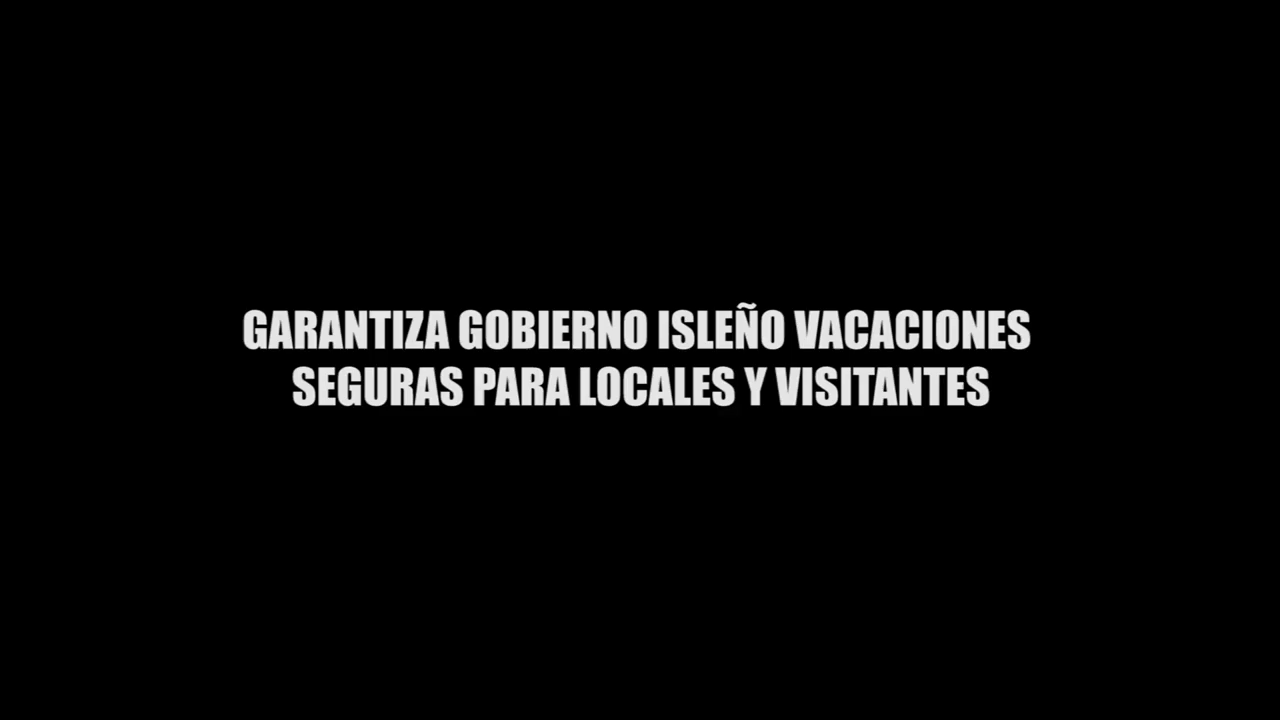 GARANTIZA GOBIERNO ISLEÑO VACACIONES
SEGURAS PARA LOCALES Y VISITANTES